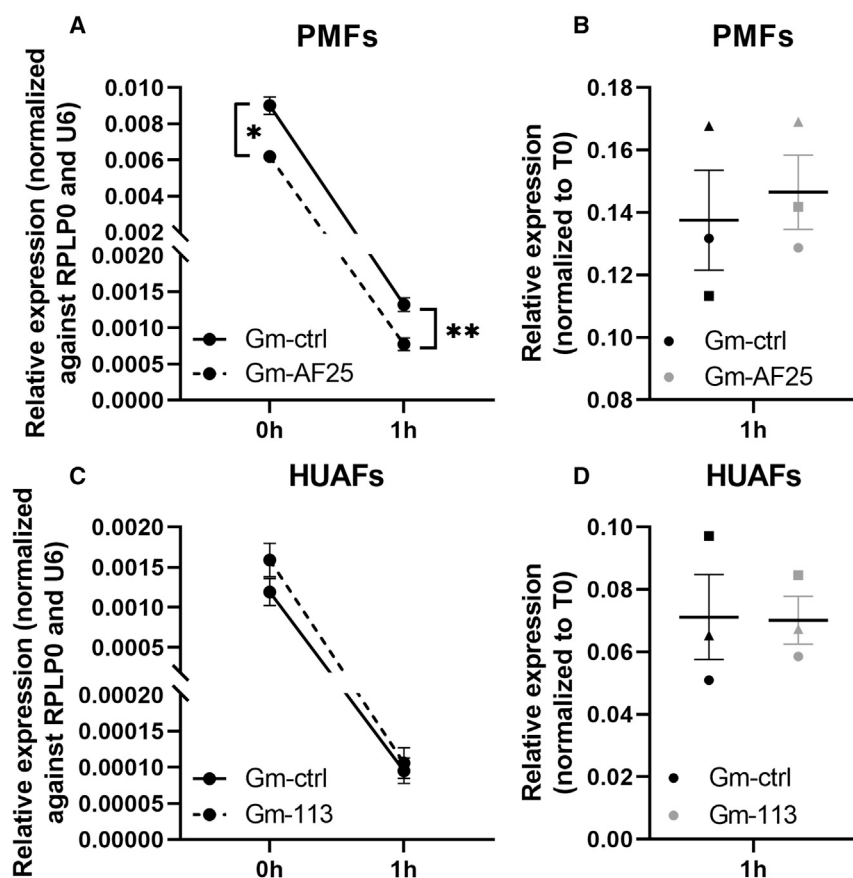 A
PMFs
Relative expression (normalized
against RPLP0 and U6)
0.010
0.008
0.006
0.004
0.002
0.0020
0.0015
0.0010
0.0005
0.0000
*
**
Gm-ctrl
Gm-AF25
0h
1h
B
PMFs
Relative expression
(normalized to T0)
0.18
0.16
0.14
0.12
0.10
0.08
Gm-ctrl
Gm-AF25
1h
C
HUAFs
Relative expression (normalized
against RPLP0 and U6)
0.0020
0.0015
0.0010
0.0005
0.00020
0.00015
0.00010
0.00005
0.00000
Gm-ctrl
Gm-113
0h
1h
D
HUAFs
Relative expression
(normalized to T0)
0.10
0.08
0.06
0.04
0.02
0.00
Gm-ctrl
Gm-113
1h